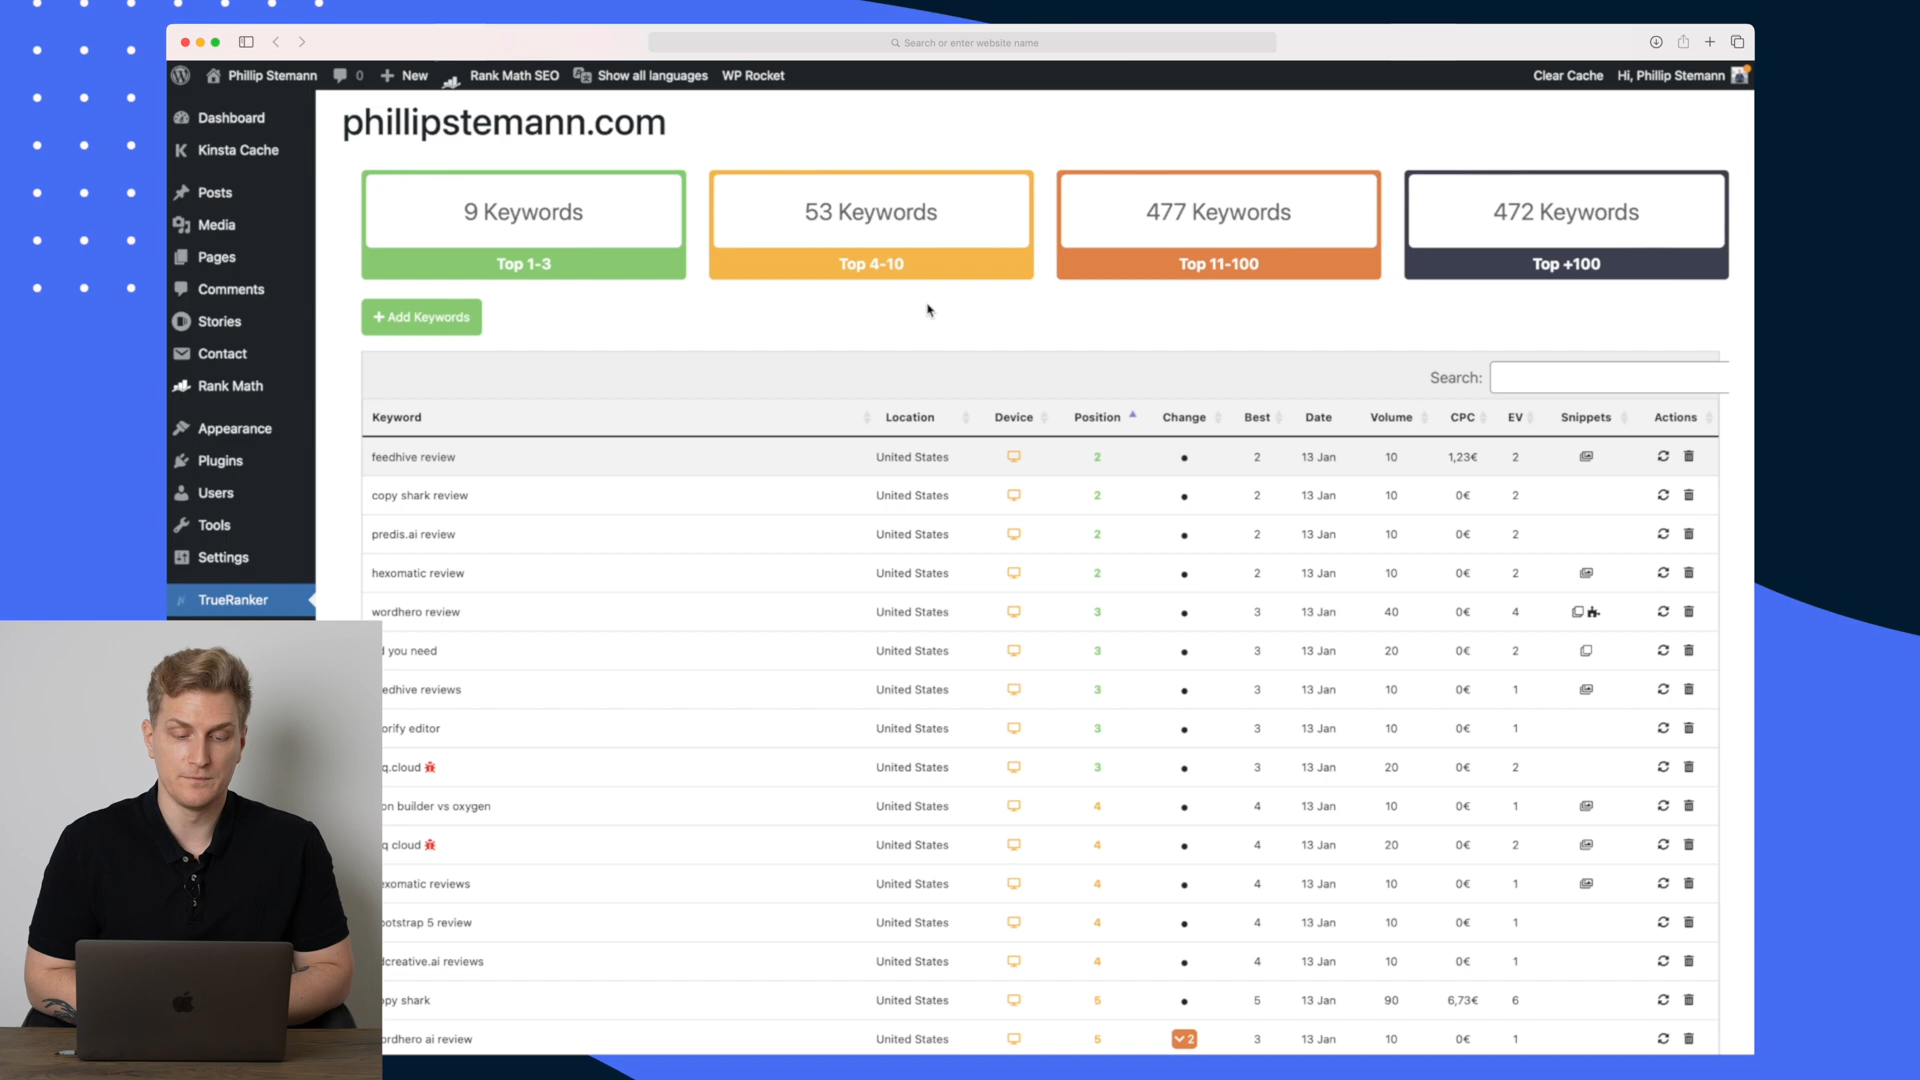 Search or enter website name
Phillip Stemann 0 New Rank Math SEO Show all languages WP Rocket Clear Cache Hi, Phillip Stemann
Dashboard
Kinsta Cache
Posts
Media
Pages
Comments
Stories
Contact
Rank Math
Appearance
Plugins
Users
Tools
Settings
TrueRanker
phillipstemann.com
9 Keywords
Top 1-3
53 Keywords
Top 4-10
477 Keywords
Top 11-100
472 Keywords
Top +100
+ Add Keywords
Search:
Keyword Location Device Position Change Best Date Volume CPC EV Snippets Actions
feedhive review United States 2 2 13 Jan 10 1,23€ 2
copy shark review United States 2 2 13 Jan 10 0€ 2
predis.ai review United States 2 2 13 Jan 10 0€ 2
hexomatic review United States 2 2 13 Jan 10 0€ 2
wordhero review United States 3 3 13 Jan 40 0€ 4
you need United States 3 3 13 Jan 20 0€ 2
edhive reviews United States 3 3 13 Jan 10 0€ 1
orify editor United States 3 3 13 Jan 10 0€ 1
q.cloud United States 3 3 13 Jan 20 0€ 2
on builder vs oxygen United States 4 4 13 Jan 10 0€ 1
q cloud United States 4 4 13 Jan 20 0€ 2
exomatic reviews United States 4 4 13 Jan 10 0€ 1
ootstrap 5 review United States 4 4 13 Jan 10 0€ 1
dcreative.ai reviews United States 4 4 13 Jan 10 0€ 1
opy shark United States 5 5 13 Jan 90 6,73€ 6
ordhero ai review United States 5 2 3 13 Jan 10 0€ 1